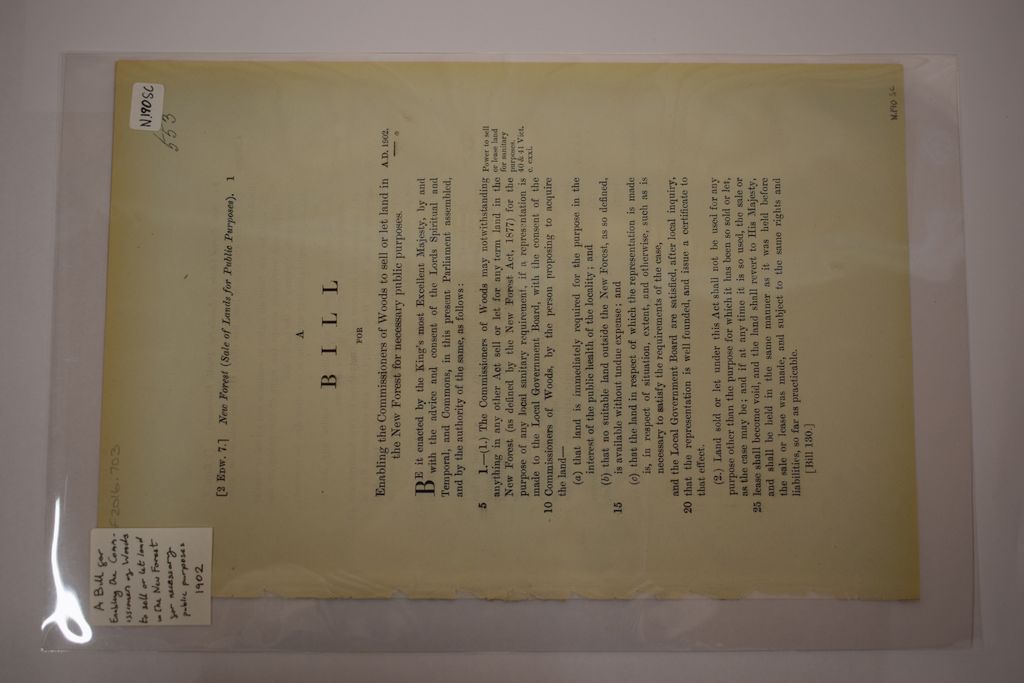 N190 SC
553
F2016.703
A Bill for
Enabling the Comm-
issioners of Woods
to sell or let land
in the New Forest
for necessary
public purposes
1902
[2 EDW. 7.] New Forest (Sale of Lands for Public Purposes). 1
A
BILL
FOR
Enabling the Commissioners of Woods to sell or let land in A.D. 1902.
the New Forest for necessary public purposes.
BE it enacted by the King's most Excellent Majesty, by and
with the advice and consent of the Lords Spiritual and
Temporal, and Commons, in this present Parliament assembled,
and by the authority of the same, as follows:
5 1.—(1.) The Commissioners of Woods may notwithstanding
anything in any other Act sell or let for any term land in the
New Forest (as defined by the New Forest Act, 1877) for the
purpose of any local sanitary requirement, if a representation is
made to the Local Government Board, with the consent of the
10 Commissioners of Woods, by the person proposing to acquire
the land—
Power to sell
or lease land
for sanitary
purposes.
40 & 41 Vict.
c. cxxi.
(a) that land is immediately required for the purpose in the
interest of the public health of the locality; and
(b) that no suitable land outside the New Forest, as so defined,
15 is available without undue expense; and
(c) that the land in respect of which the representation is made
is, in respect of situation, extent, and otherwise, such as is
necessary to satisfy the requirements of the case,
and the Local Government Board are satisfied, after local inquiry,
20 that the representation is well founded, and issue a certificate to
that effect.
(2.) Land sold or let under this Act shall not be used for any
purpose other than the purpose for which it has been so sold or let,
as the case may be; and if at any time it is so used, the sale or
25 lease shall become void, and the land shall revert to His Majesty,
and shall be held in the same manner as it was held before
the sale or lease was made, and subject to the same rights and
liabilities, so far as practicable.
[Bill 130.]
N190 SC